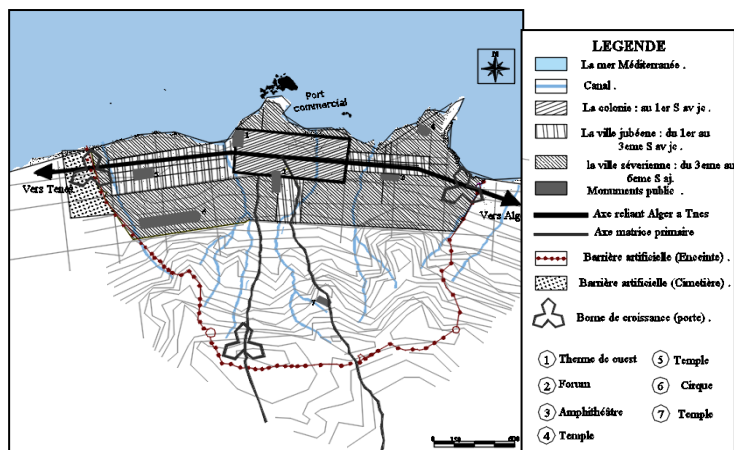 Port
commercial
Vers Tenes
Vers Alg
N
0 150 600
LEGENDE
La mer Méditerranée .
Canal .
La colonie : au 1er S av jc .
La ville jubéene : du 1er au
3eme S av jc .
la ville séverienne : du 3eme au
6eme S aj.
Monuments public .
Axe reliant Alger a Tnes
Axe matrice primaire
Barrière artificielle (Enceinte) .
Barrière artificielle (Cimetière) .
Borne de croissance (porte) .
1 Therme de ouest
5 Temple
2 Forum
6 Cirque
3 Amphithéâtre
7 Temple
4 Temple